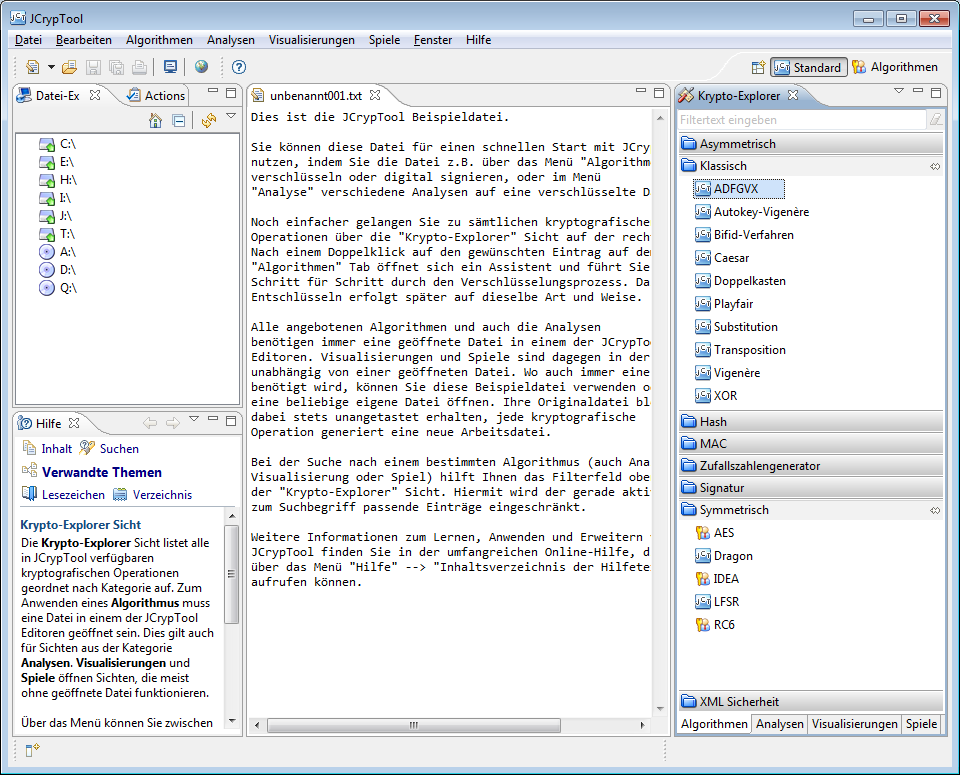 JCrypTool
Datei Bearbeiten Algorithmen Analysen Visualisierungen Spiele Fenster Hilfe
Standard Algorithmen
Datei-Ex Actions
C:\
E:\
H:\
I:\
J:\
T:\
A:\
D:\
Q:\
Hilfe
Inhalt Suchen
Verwandte Themen
Lesezeichen Verzeichnis
Krypto-Explorer Sicht
Die Krypto-Explorer Sicht listet alle
in JCrypTool verfügbaren
kryptografischen Operationen
geordnet nach Kategorie auf. Zum
Anwenden eines Algorithmus muss
eine Datei in einem der JCrypTool
Editoren geöffnet sein. Dies gilt auch
für Sichten aus der Kategorie
Analysen. Visualisierungen und
Spiele öffnen Sichten, die meist
ohne geöffnete Datei funktionieren.
Über das Menü können Sie zwischen
unbenannt001.txt
Dies ist die JCrypTool Beispieldatei.
Sie können diese Datei für einen schnellen Start mit JCry
nutzen, indem Sie die Datei z.B. über das Menü "Algorithm
verschlüsseln oder digital signieren, oder im Menü
"Analyse" verschiedene Analysen auf eine verschlüsselte D
Noch einfacher gelangen Sie zu sämtlichen kryptografische
Operationen über die "Krypto-Explorer" Sicht auf der rech
Nach einem Doppelklick auf den gewünschten Eintrag auf de
"Algorithmen" Tab öffnet sich ein Assistent und führt Sie
Schritt für Schritt durch den Verschlüsselungsprozess. Da
Entschlüsseln erfolgt später auf dieselbe Art und Weise.
Alle angebotenen Algorithmen und auch die Analysen
benötigen immer eine geöffnete Datei in einem der JCrypTo
Editoren. Visualisierungen und Spiele sind dagegen in der
unabhängig von einer geöffneten Datei. Wo auch immer eine
benötigt wird, können Sie diese Beispieldatei verwenden o
eine beliebige eigene Datei öffnen. Ihre Originaldatei bl
dabei stets unangetastet erhalten, jede kryptografische
Operation generiert eine neue Arbeitsdatei.
Bei der Suche nach einem bestimmten Algorithmus (auch Ana
Visualisierung oder Spiel) hilft Ihnen das Filterfeld obe
der "Krypto-Explorer" Sicht. Hiermit wird der gerade akti
zum Suchbegriff passende Einträge eingeschränkt.
Weitere Informationen zum Lernen, Anwenden und Erweitern
JCrypTool finden Sie in der umfangreichen Online-Hilfe, d
über das Menü "Hilfe" --> "Inhaltsverzeichnis der Hilfete
aufrufen können.
Krypto-Explorer
Filtertext eingeben
Asymmetrisch
Klassisch
ADFGVX
Autokey-Vigenère
Bifid-Verfahren
Caesar
Doppelkasten
Playfair
Substitution
Transposition
Vigenère
XOR
Hash
MAC
Zufallszahlengenerator
Signatur
Symmetrisch
AES
Dragon
IDEA
LFSR
RC6
XML Sicherheit
Algorithmen Analysen Visualisierungen Spiele